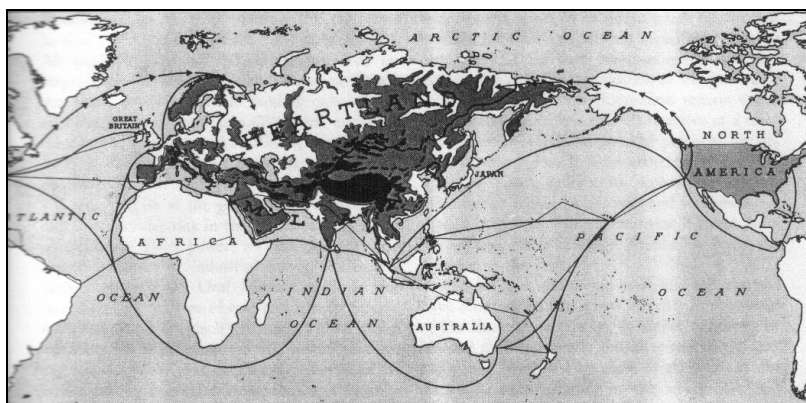 ARCTIC OCEAN
GREAT
BRITAIN
HEARTLAND
NORTH
AMERICA
JAPAN
ATLANTIC
AFRICA
PACIFIC
OCEAN
INDIAN
OCEAN
OCEAN
AUSTRALIA